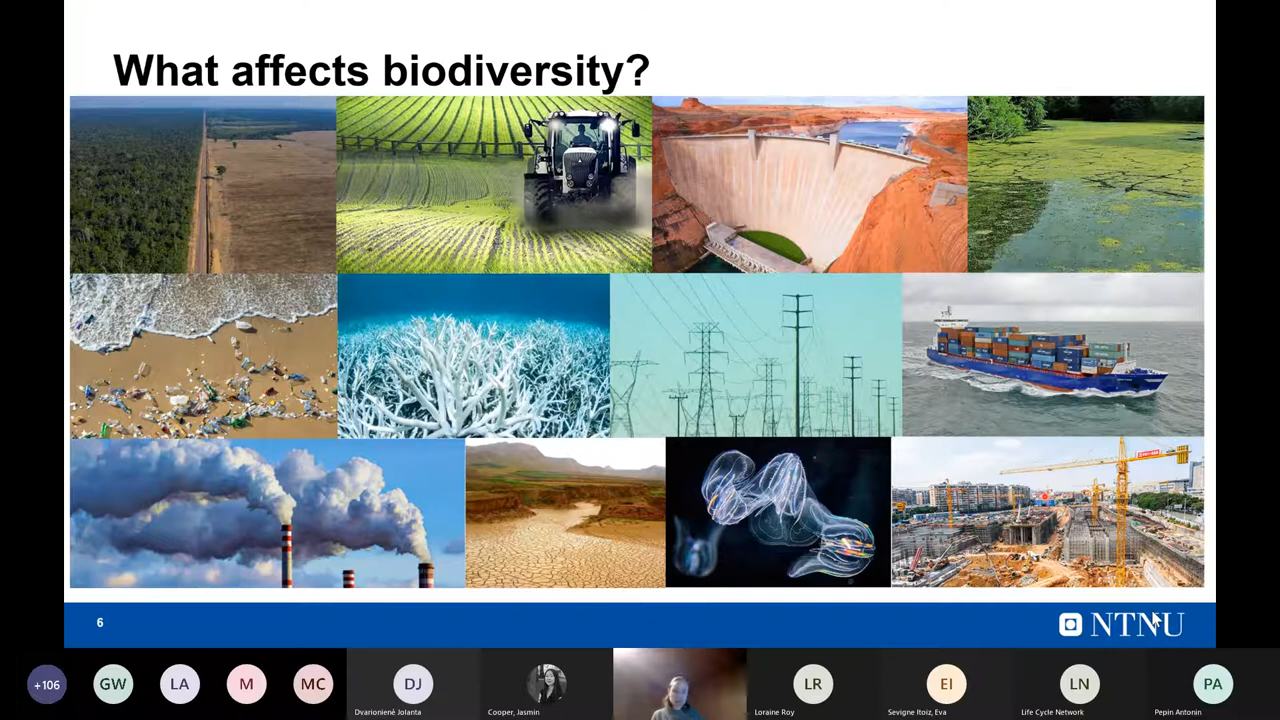 What affects biodiversity?
6
NTNU
+106
GW
LA
M
MC
DJ
LR
EI
LN
PA
Dvarionienė Jolanta
Cooper, Jasmin
Loraine Roy
Sevigne Itoiz, Eva
Life Cycle Network
Pepin Antonin